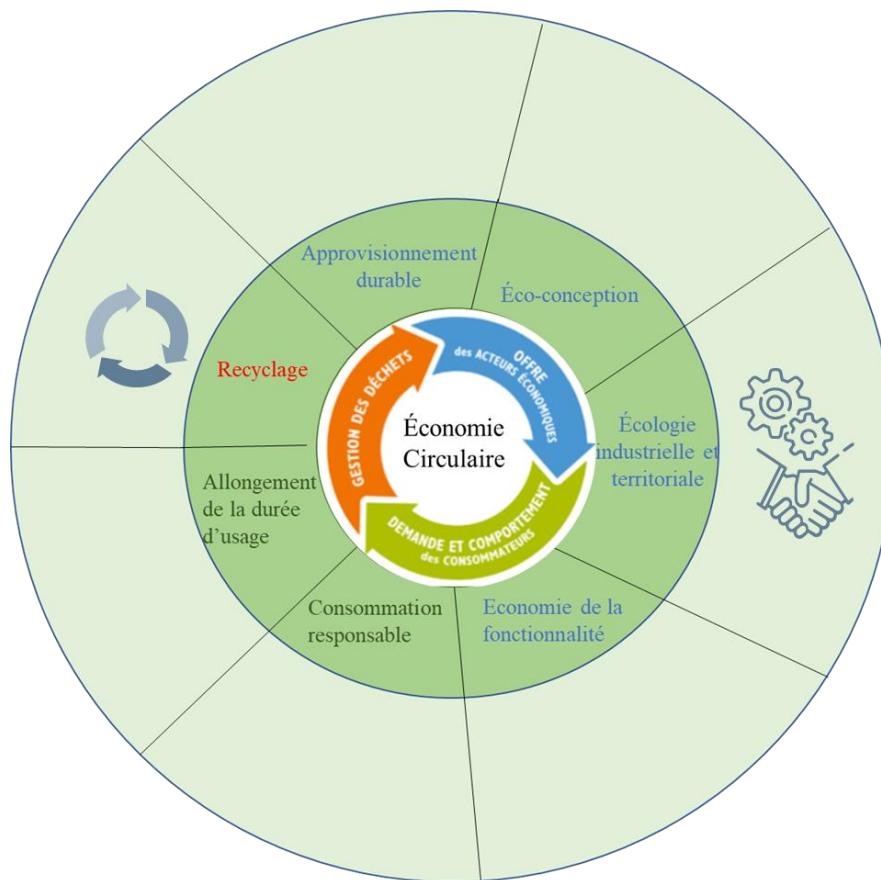 Approvisionnement
durable
Éco-conception
Écologie
industrielle et
territoriale
Economie de la
fonctionnalité
Consommation
responsable
Allongement
de la durée
d'usage
Recyclage
OFFRE
des ACTEURS ÉCONOMIQUES
DEMANDE ET COMPORTEMENT
des CONSOMMATEURS
GESTION DES DÉCHETS
Économie
Circulaire